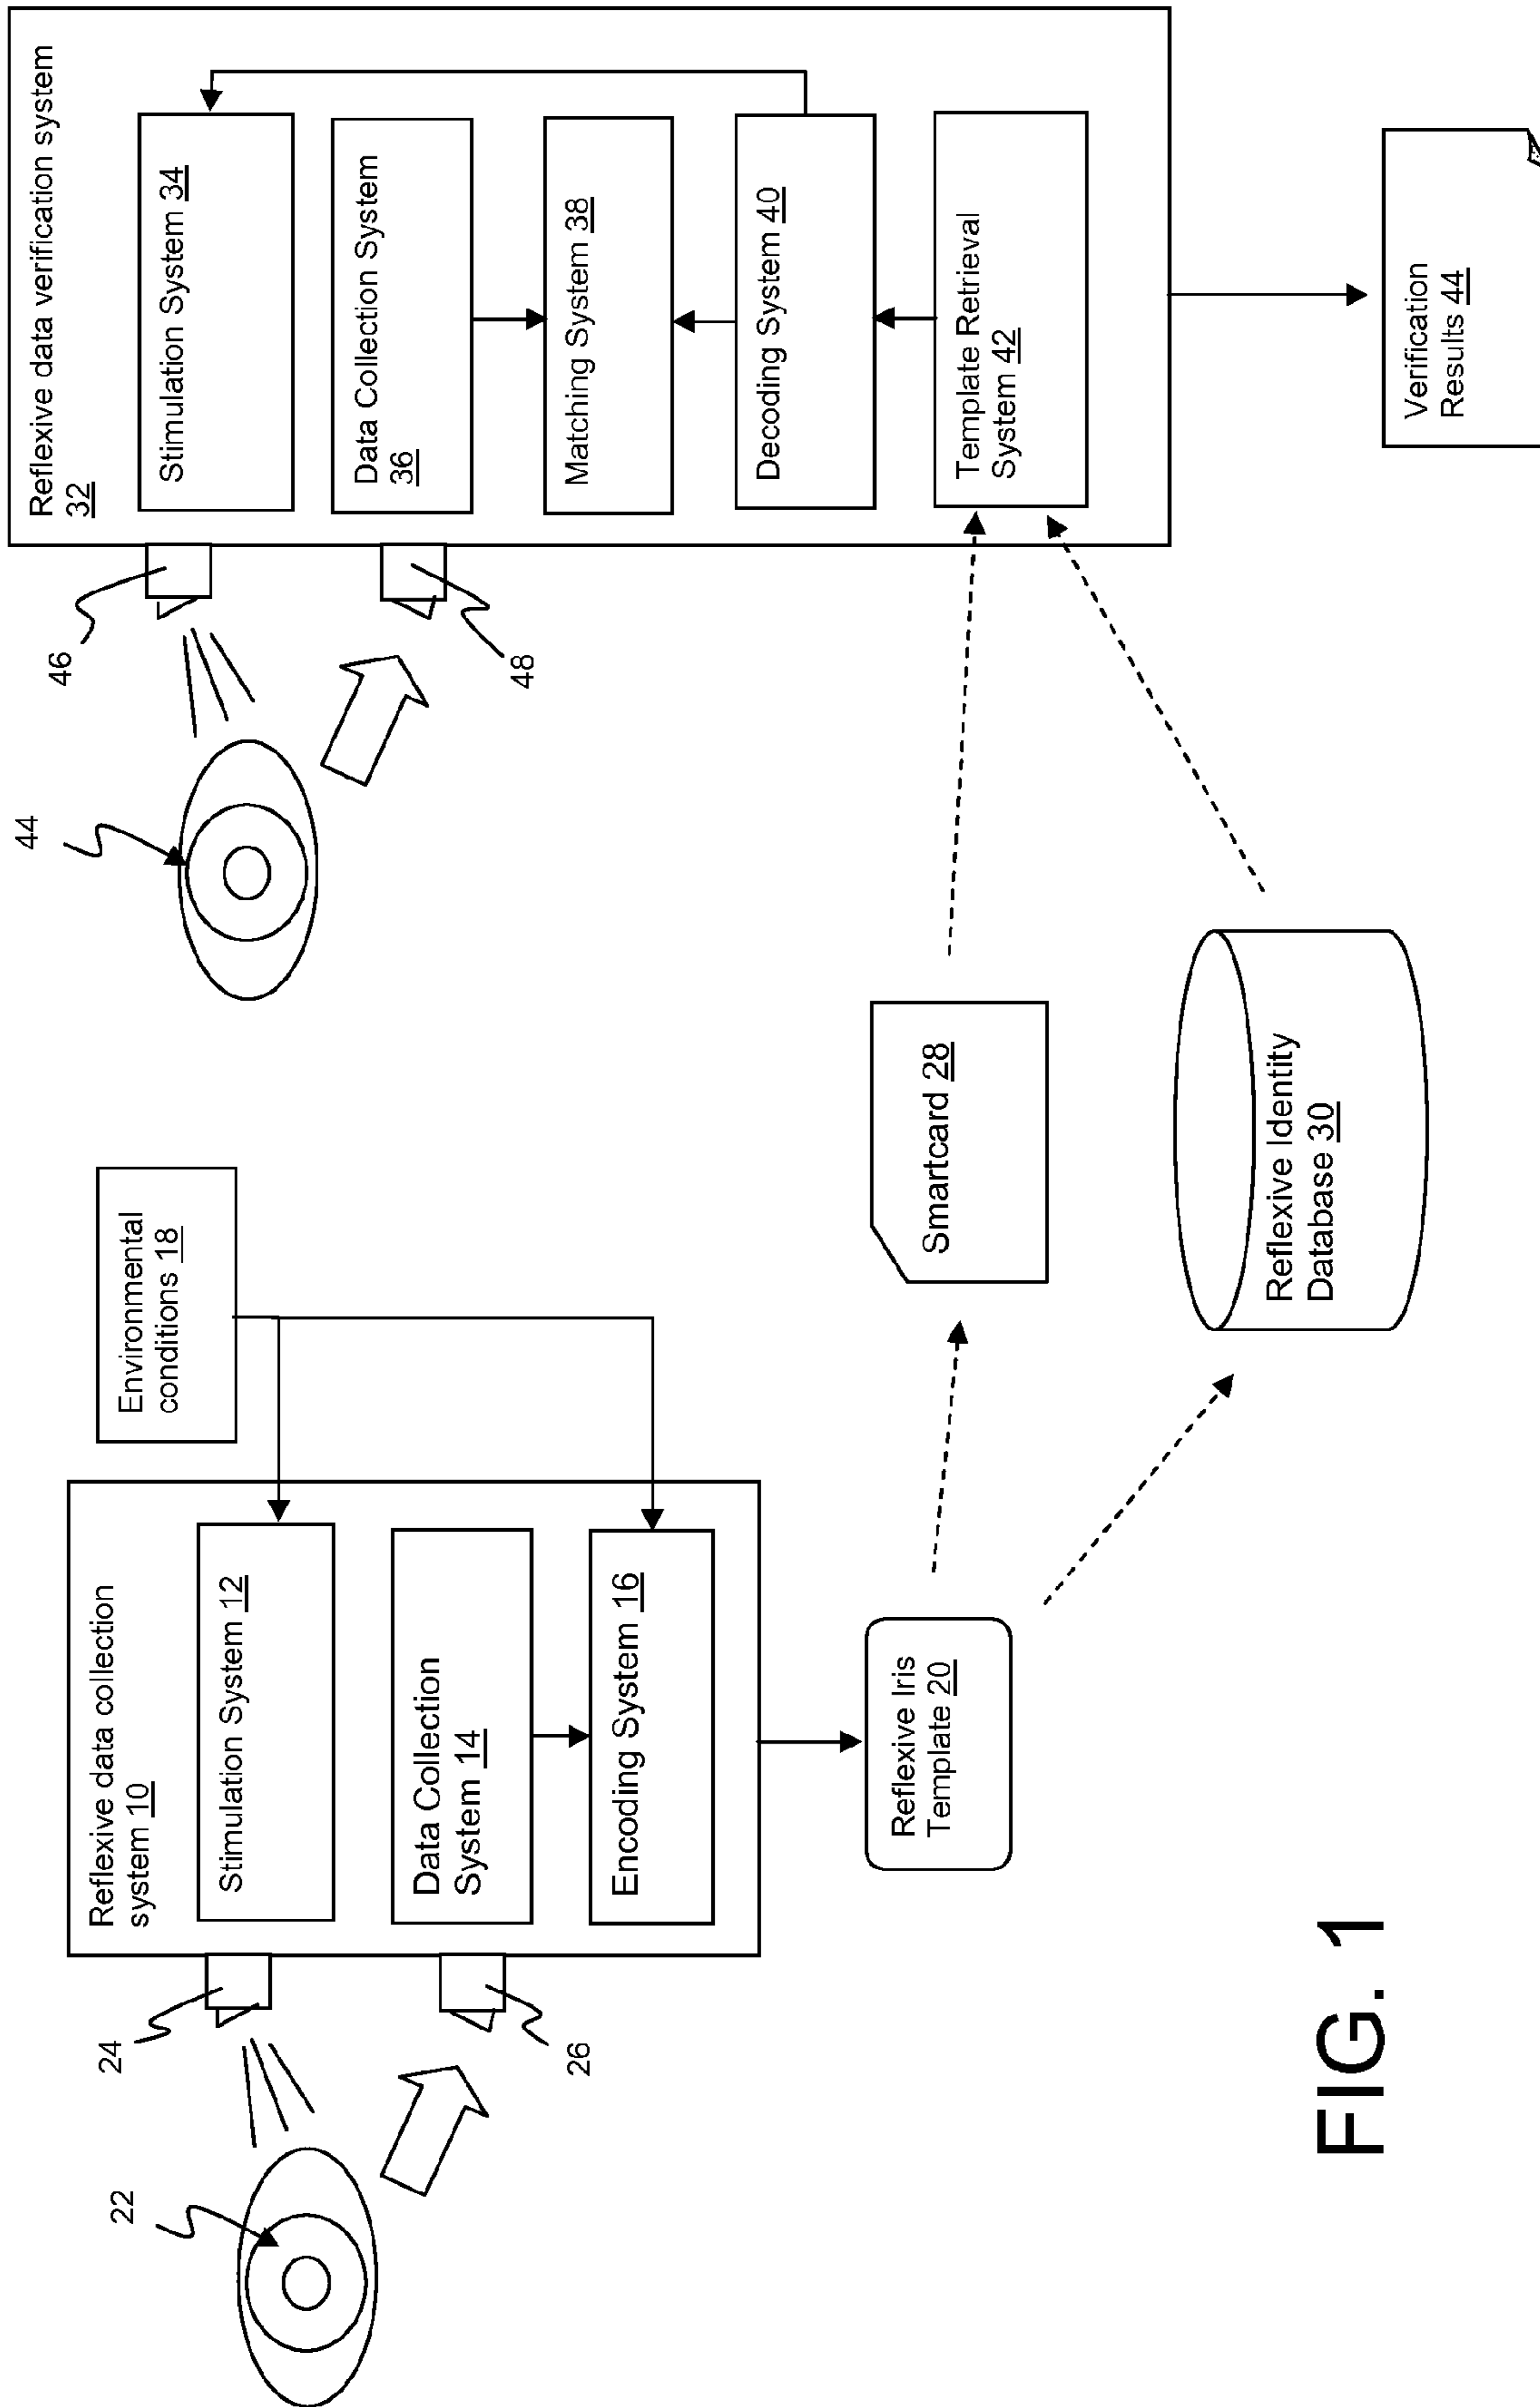 Reflexive data collection
system 10
Stimulation System 12
Data Collection
System 14
Encoding System 16
Environmental
conditions 18
22
24
26
Reflexive Iris
Template 20
Smartcard 28
Reflexive Identity
Database 30
Reflexive data verification system
32
Stimulation System 34
Data Collection System
36
Matching System 38
Decoding System 40
Template Retrieval
System 42
44
46
48
Verification
Results 44
FIG. 1